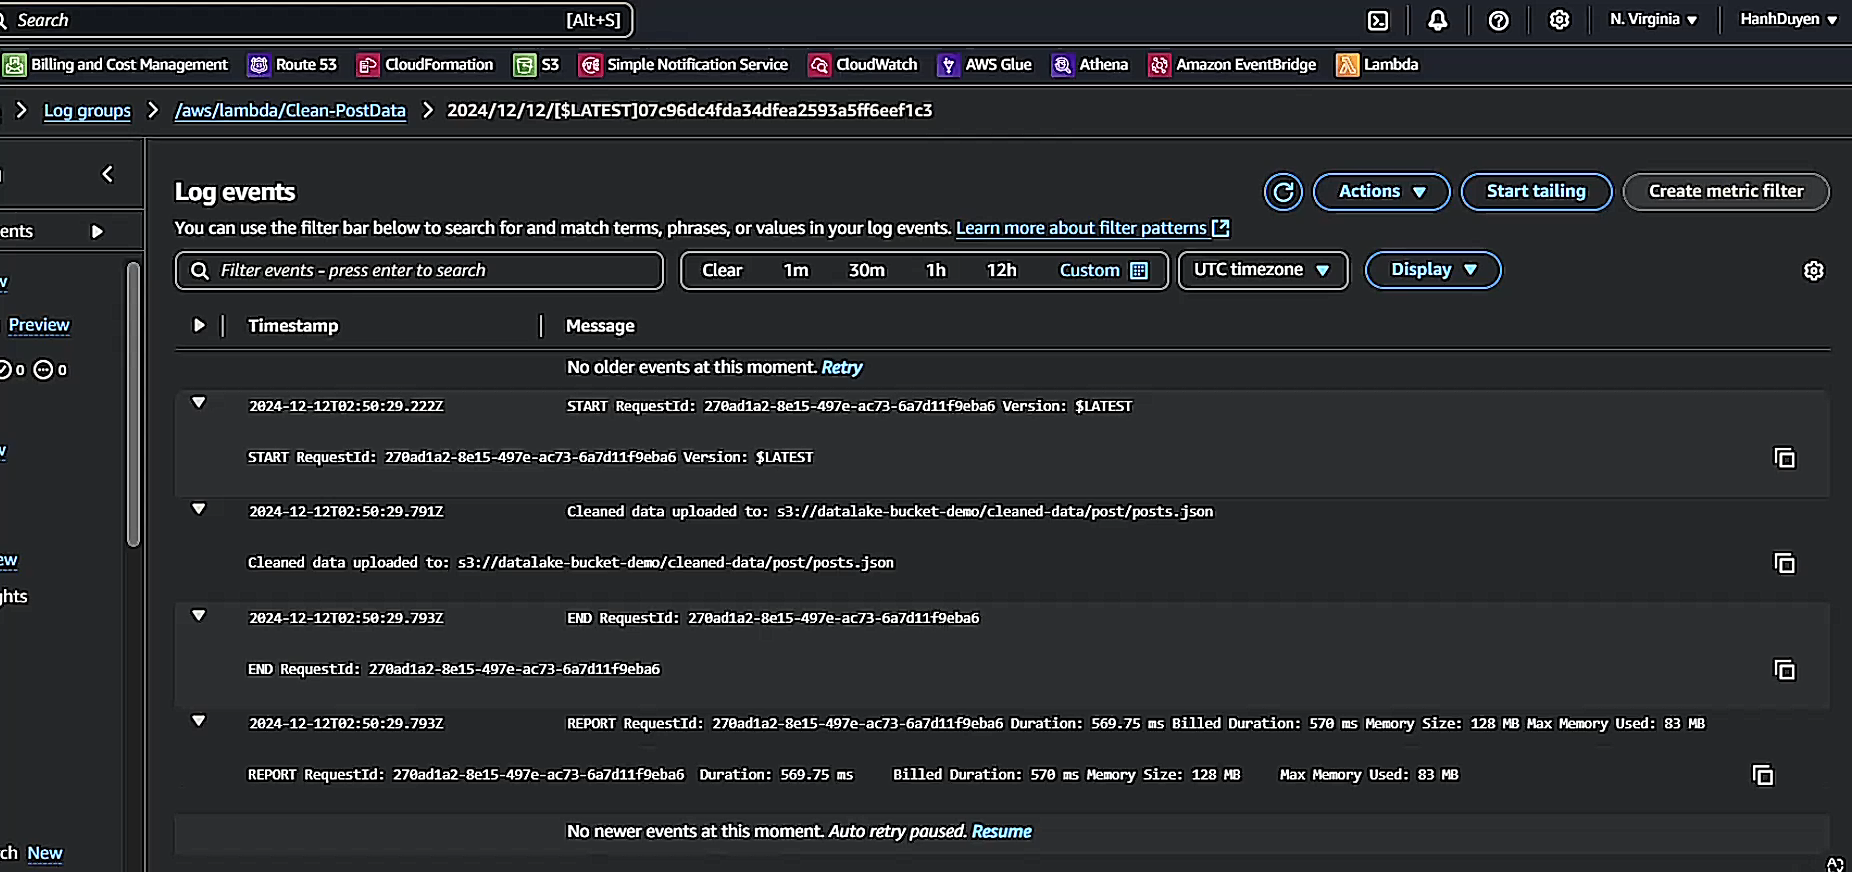 Search [Alt+S] N. Virginia HanhDuyen
Billing and Cost Management Route 53 CloudFormation S3 Simple Notification Service CloudWatch AWS Glue Athena Amazon EventBridge Lambda
Log groups /aws/lambda/Clean-PostData 2024/12/12/[$LATEST]07c96dc4fda34dfea2593a5ff6eef1c3
Log events Actions Start tailing Create metric filter
You can use the filter bar below to search for and match terms, phrases, or values in your log events. Learn more about filter patterns
ents
Filter events - press enter to search Clear 1m 30m 1h 12h Custom UTC timezone Display
w
Preview
Timestamp Message
0 0
No older events at this moment. Retry
2024-12-12T02:50:29.222Z START RequestId: 270ad1a2-8e15-497e-ac73-6a7d11f9eba6 Version: $LATEST
w
START RequestId: 270ad1a2-8e15-497e-ac73-6a7d11f9eba6 Version: $LATEST
2024-12-12T02:50:29.791Z Cleaned data uploaded to: s3://datalake-bucket-demo/cleaned-data/post/posts.json
ew
Cleaned data uploaded to: s3://datalake-bucket-demo/cleaned-data/post/posts.json
ghts
2024-12-12T02:50:29.793Z END RequestId: 270ad1a2-8e15-497e-ac73-6a7d11f9eba6
END RequestId: 270ad1a2-8e15-497e-ac73-6a7d11f9eba6
2024-12-12T02:50:29.793Z REPORT RequestId: 270ad1a2-8e15-497e-ac73-6a7d11f9eba6 Duration: 569.75 ms Billed Duration: 570 ms Memory Size: 128 MB Max Memory Used: 83 MB
REPORT RequestId: 270ad1a2-8e15-497e-ac73-6a7d11f9eba6 Duration: 569.75 ms Billed Duration: 570 ms Memory Size: 128 MB Max Memory Used: 83 MB
No newer events at this moment. Auto retry paused. Resume
ch New